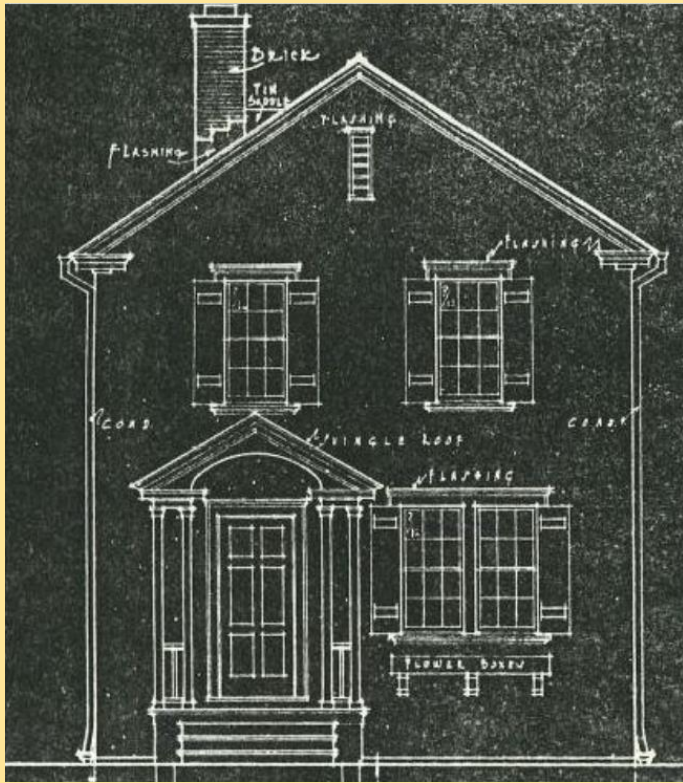 BRICK
TIN
SADDLE
FLASHING
FLASHING
FLASHING
COND.
COND.
SHINGLE ROOF
FLASHING
FLOWER BOXES